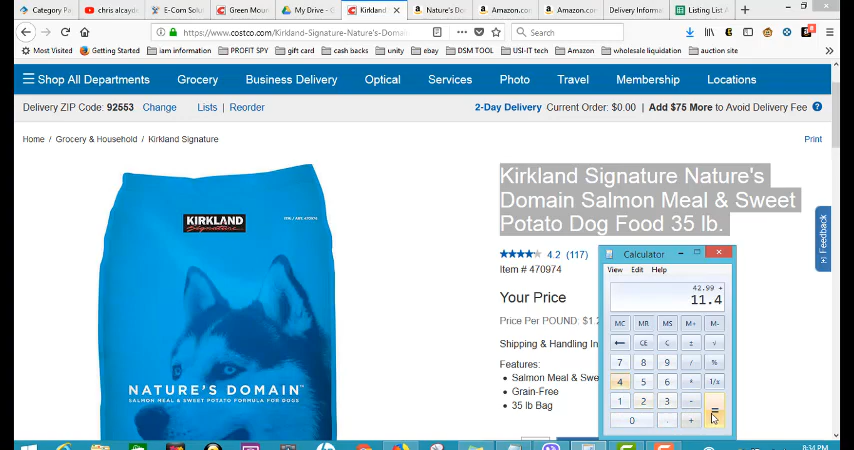 Category Pa
chris alcayde
E-Com Solu
Green Moun
My Drive - G
Kirkland
Nature's Do
Amazon.com
Amazon.com
Delivery Informa
Listing List A
https://www.costco.com/Kirkland-Signature-Nature's-Doma
Search
Most Visited
Getting Started
iam information
PROFIT SPY
gift card
cash backs
unity
ebay
DSM TOOL
USI-IT tech
Amazon
wholesale liquidation
auction site
Shop All Departments
Grocery
Business Delivery
Optical
Services
Photo
Travel
Membership
Locations
Delivery ZIP Code: 92553
Change
Lists
Reorder
2-Day Delivery Current Order: $0.00 | Add $75 More to Avoid Delivery Fee
Home / Grocery & Household / Kirkland Signature
Print
KIRKLAND
Signature
NATURE'S DOMAIN
SALMON MEAL & SWEET POTATO FORMULA FOR DOGS
Kirkland Signature Nature's
Domain Salmon Meal & Sweet
Potato Dog Food 35 lb.
4.2 (117)
Item # 470974
Your Price
Price Per POUND: $1.2
Shipping & Handling In
Features:
Salmon Meal & Swe
Grain-Free
35 lb Bag
Feedback
Calculator
View Edit Help
42.99 +
11.4
MC MR MS M+ M-
← CE C ± √
7 8 9 / %
4 5 6 * 1/x
1 2 3 - =
0 . +
8:34 PM